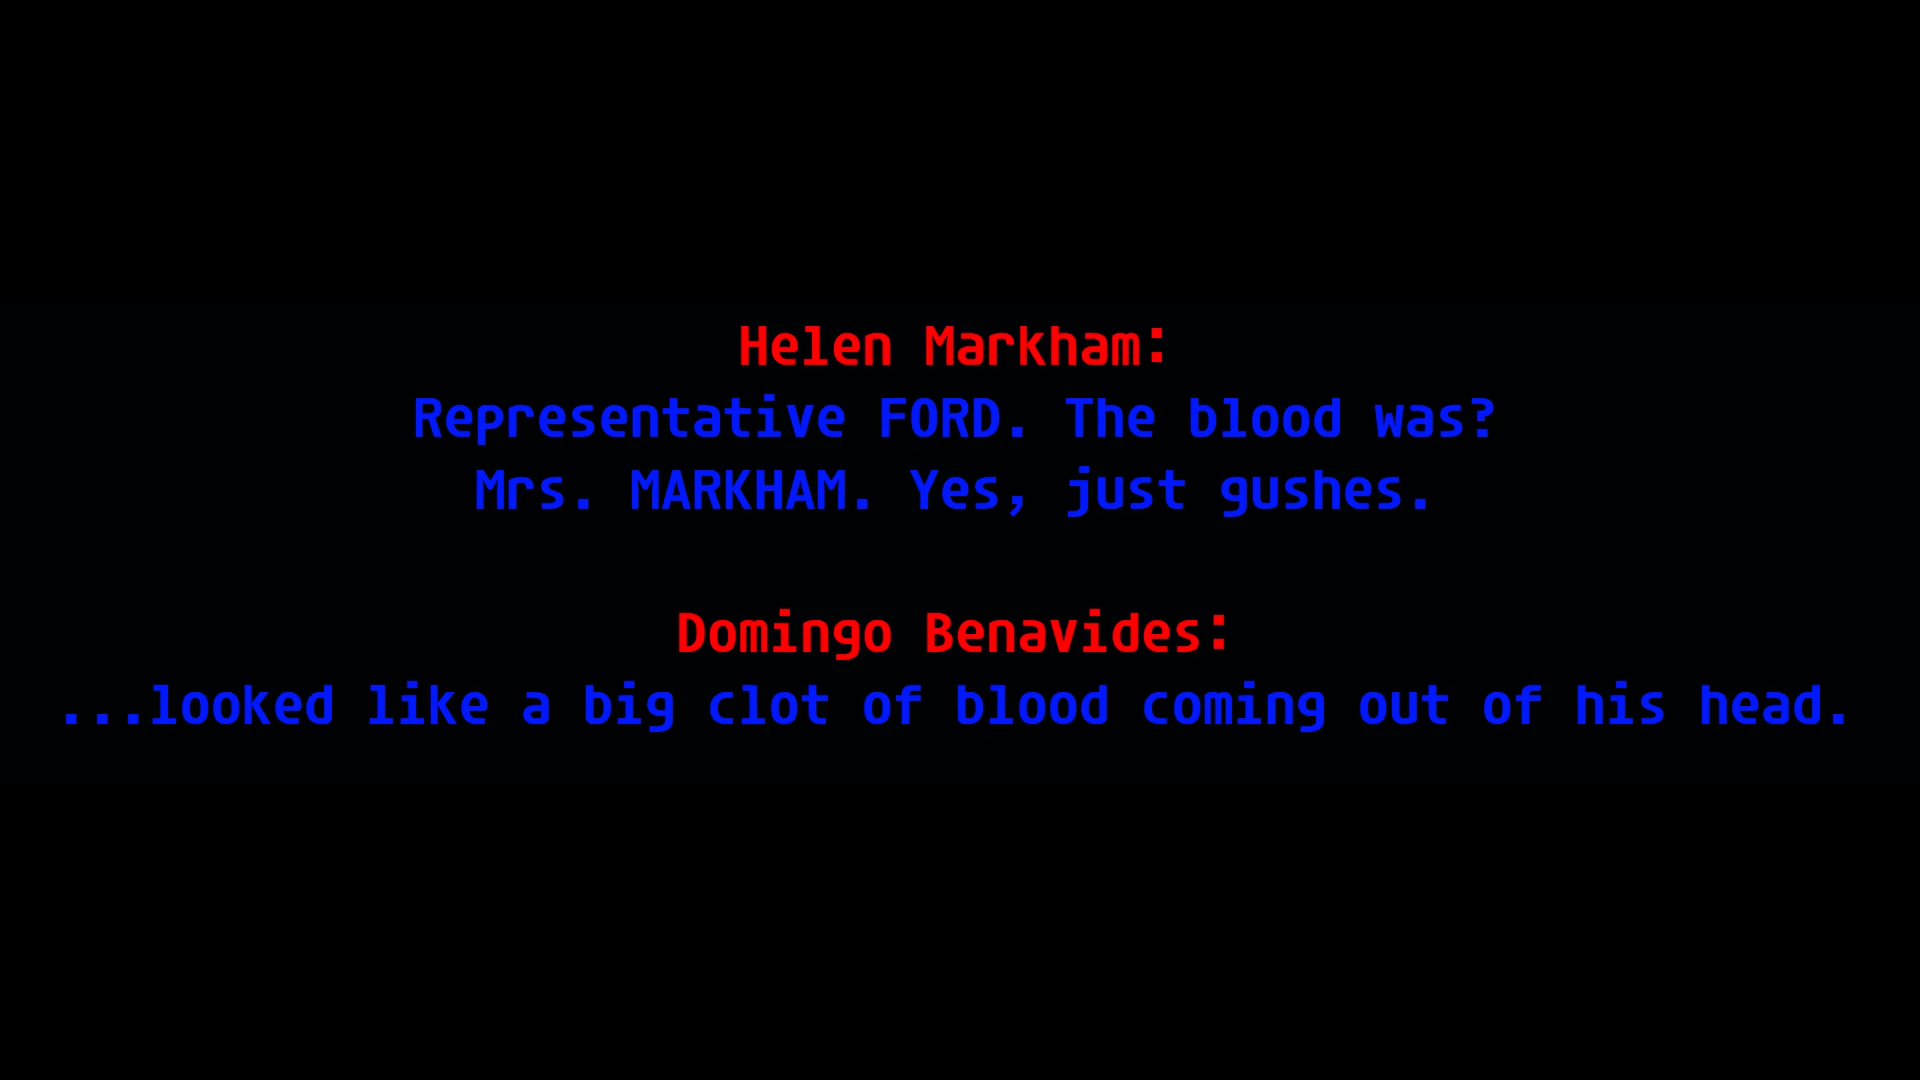 Helen Markham:
Representative FORD. The blood was?
Mrs. MARKHAM. Yes, just gushes.
Domingo Benavides:
...looked like a big clot of blood coming out of his head.